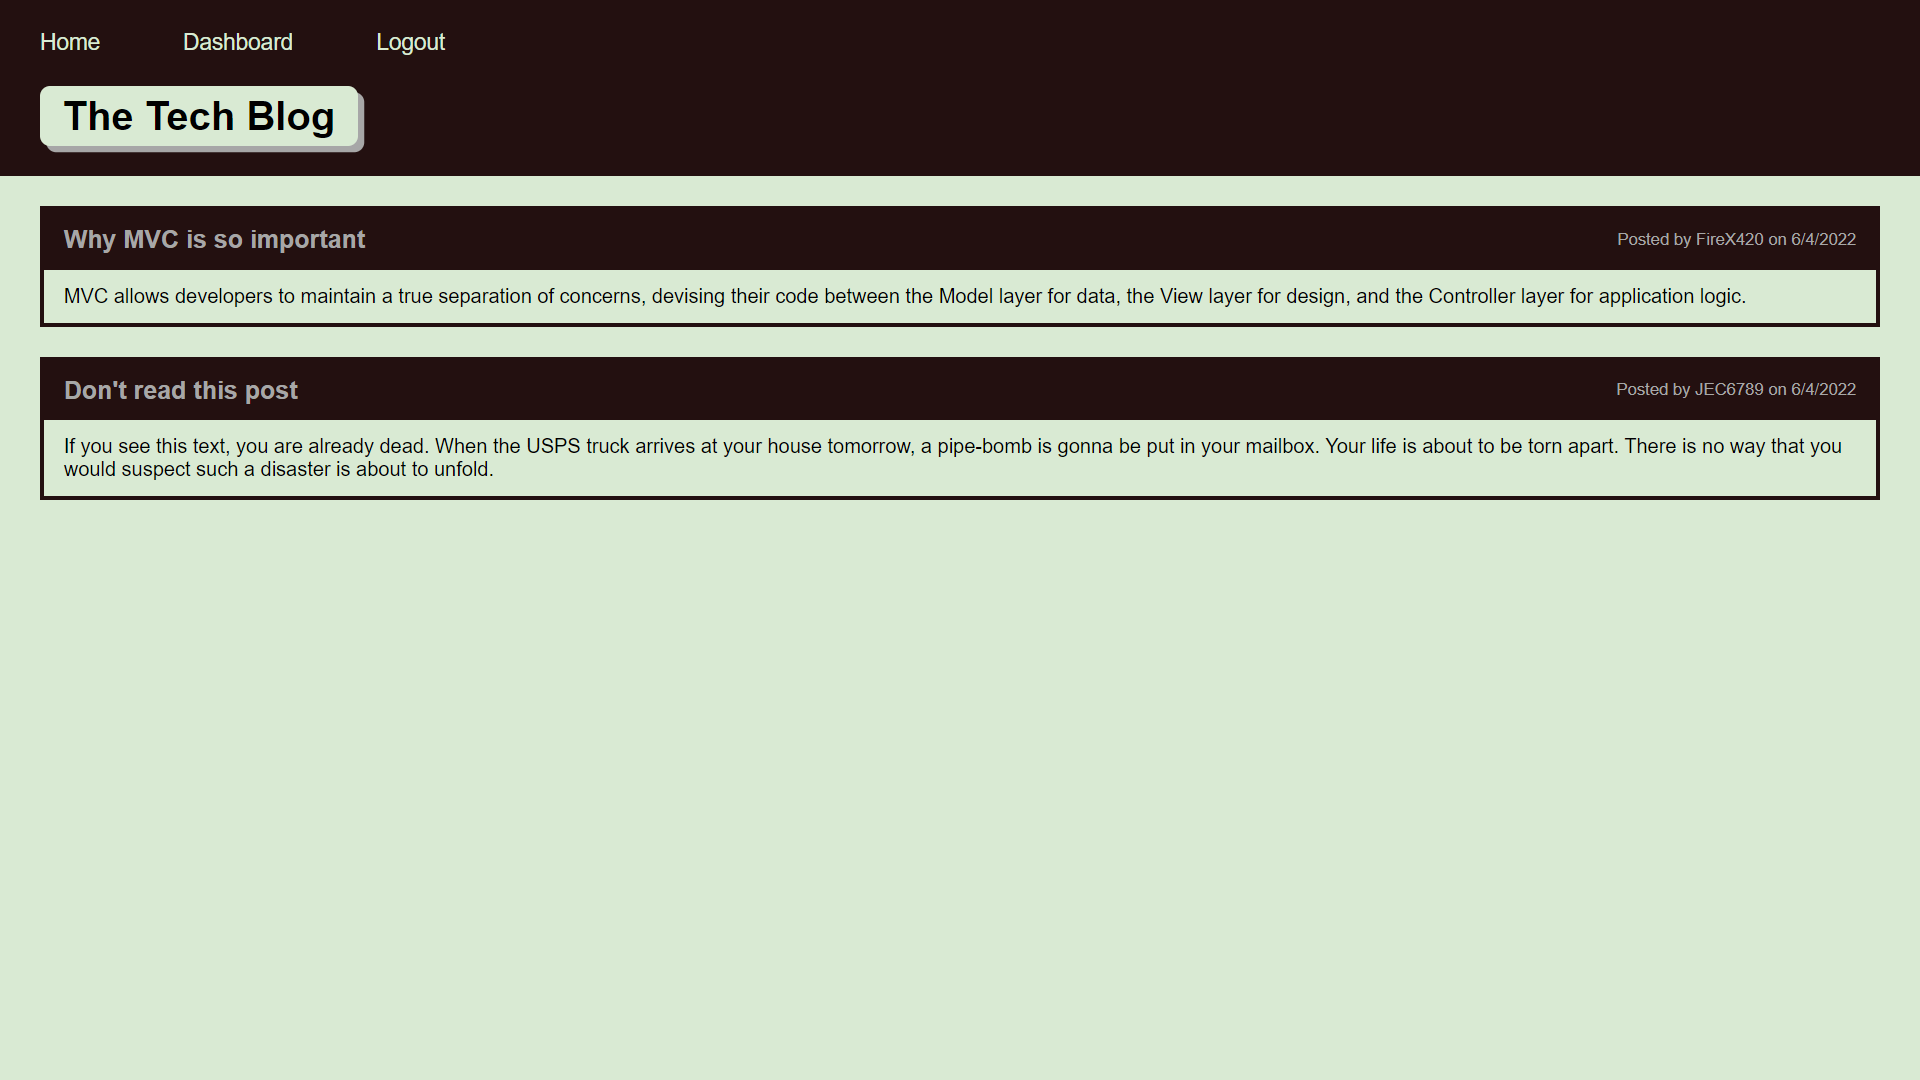 Home Dashboard Logout
The Tech Blog
Why MVC is so important Posted by FireX420 on 6/4/2022
MVC allows developers to maintain a true separation of concerns, devising their code between the Model layer for data, the View layer for design, and the Controller layer for application logic.
Don't read this post Posted by JEC6789 on 6/4/2022
If you see this text, you are already dead. When the USPS truck arrives at your house tomorrow, a pipe-bomb is gonna be put in your mailbox. Your life is about to be torn apart. There is no way that you
would suspect such a disaster is about to unfold.